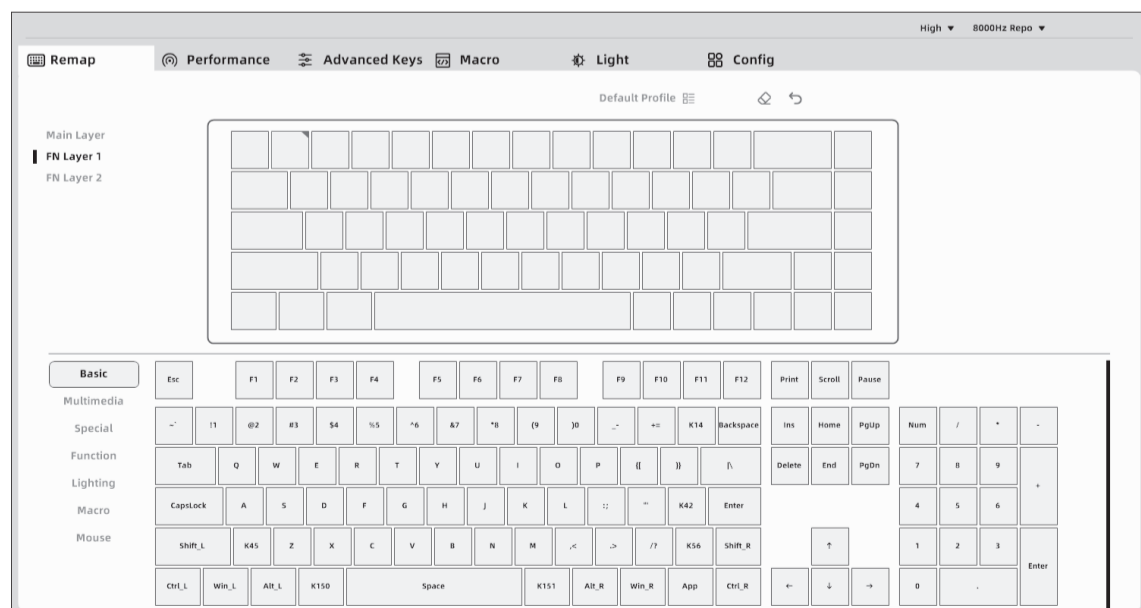 High ▼ 8000Hz Repo ▼
Remap Performance Advanced Keys Macro Light Config
Default Profile
Main Layer
FN Layer 1
FN Layer 2
Basic
Multimedia
Special
Function
Lighting
Macro
Mouse
Esc F1 F2 F3 F4 F5 F6 F7 F8 F9 F10 F11 F12 Print Scroll Pause
~` !1 @2 #3 $4 %5 ^6 &7 *8 (9 )0 _- += K14 Backspace Ins Home PgUp Num / * -
Tab Q W E R T Y U I O P {[ }] |\ Delete End PgDn 7 8 9 +
CapsLock A S D F G H J K L :; "' K42 Enter 4 5 6
Shift_L K45 Z X C V B N M ,< .> /? K56 Shift_R ↑ 1 2 3 Enter
Ctrl_L Win_L Alt_L K150 Space K151 Alt_R Win_R App Ctrl_R ← ↓ → 0 .